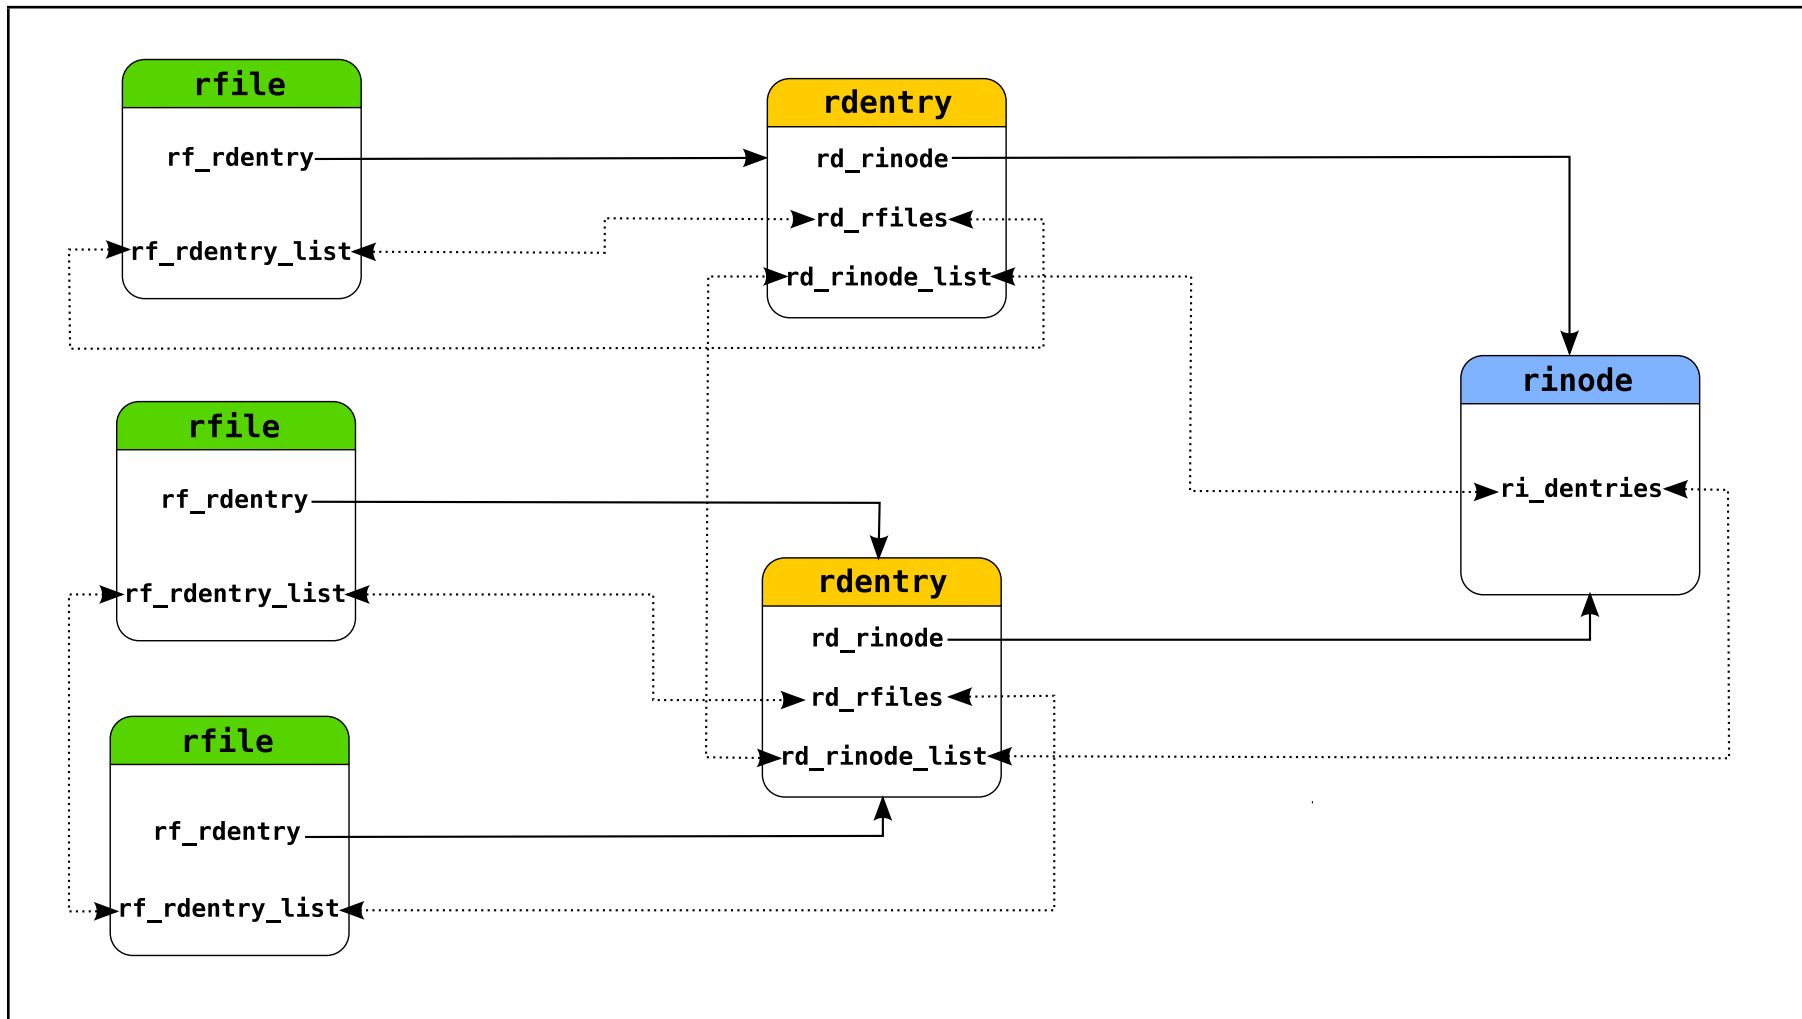 rfile
rf_rdentry
rf_rdentry_list
rdentry
rd_rinode
rd_rfiles
rd_rinode_list
rinode
ri_dentries
rfile
rf_rdentry
rf_rdentry_list
rdentry
rd_rinode
rd_rfiles
rd_rinode_list
rfile
rf_rdentry
rf_rdentry_list